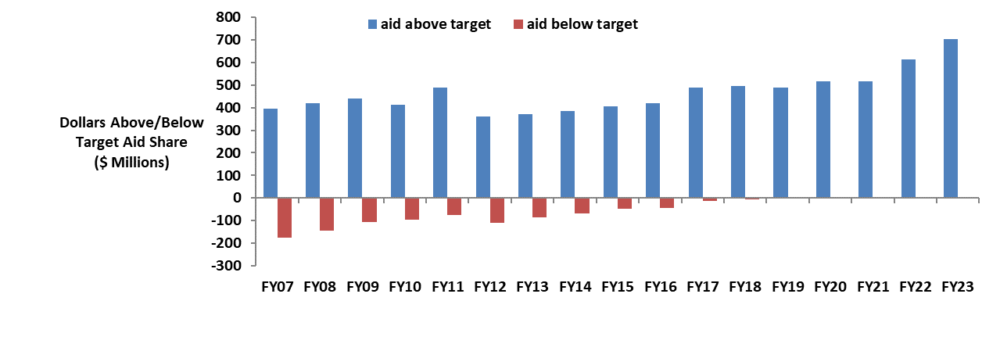 aid above target
aid below target
800
700
600
500
400
300
200
100
0
-100
-200
-300
Dollars Above/Below
Target Aid Share
($ Millions)
FY07 FY08 FY09 FY10 FY11 FY12 FY13 FY14 FY15 FY16 FY17 FY18 FY19 FY20 FY21 FY22 FY23